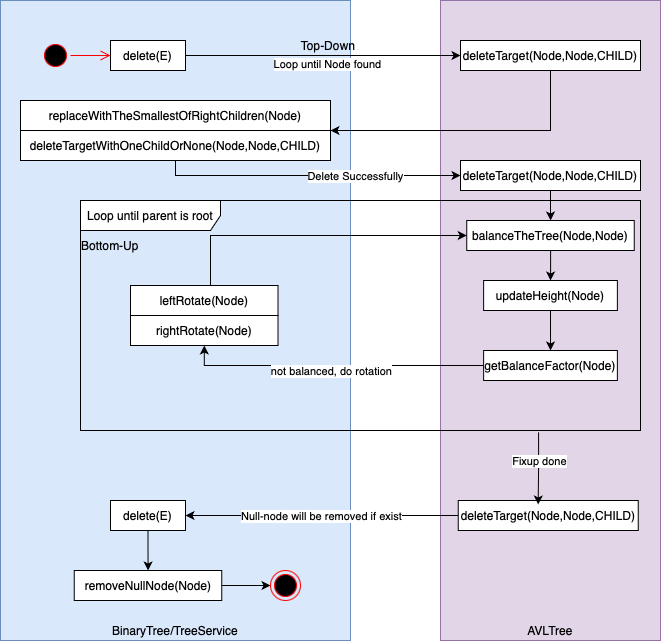 delete(E)
Top-Down
Loop until Node found
deleteTarget(Node,Node,CHILD)
replaceWithTheSmallestOfRightChildren(Node)
deleteTargetWithOneChildOrNone(Node,Node,CHILD)
Delete Successfully
deleteTarget(Node,Node,CHILD)
Loop until parent is root
Bottom-Up
balanceTheTree(Node,Node)
leftRotate(Node)
rightRotate(Node)
updateHeight(Node)
getBalanceFactor(Node)
not balanced, do rotation
Fixup done
delete(E)
Null-node will be removed if exist
deleteTarget(Node,Node,CHILD)
removeNullNode(Node)
BinaryTree/TreeService
AVLTree